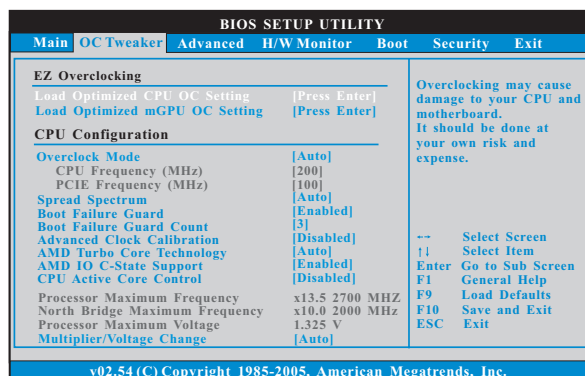 BIOS SETUP UTILITY
Main OC Tweaker Advanced H/W Monitor Boot Security Exit
EZ Overclocking
Load Optimized CPU OC Setting [Press Enter]
Load Optimized mGPU OC Setting [Press Enter]
CPU Configuration
Overclock Mode [Auto]
CPU Frequency (MHz) [200]
PCIE Frequency (MHz) [100]
Spread Spectrum [Auto]
Boot Failure Guard [Enabled]
Boot Failure Guard Count [3]
Advanced Clock Calibration [Disabled]
AMD Turbo Core Technology [Auto]
AMD IO C-State Support [Enabled]
CPU Active Core Control [Disabled]
Processor Maximum Frequency x13.5 2700 MHZ
North Bridge Maximum Frequency x10.0 2000 MHz
Processor Maximum Voltage 1.325 V
Multiplier/Voltage Change [Auto]
Overclocking may cause
damage to your CPU and
motherboard.
It should be done at
your own risk and
expense.
←→ Select Screen
↑↓ Select Item
Enter Go to Sub Screen
F1 General Help
F9 Load Defaults
F10 Save and Exit
ESC Exit
v02.54 (C) Copyright 1985-2005, American Megatrends, Inc.